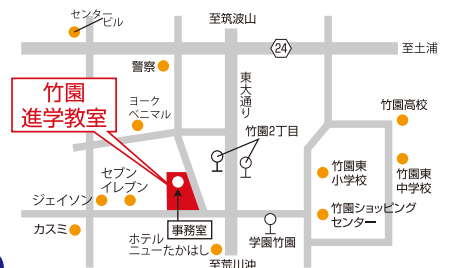 センター
ビル
至筑波山
24
至土浦
警察
東大通り
竹園
進学教室
ヨーク
ベニマル
竹園高校
竹園2丁目
竹園東
小学校
竹園東
中学校
セブン
イレブン
ジェイソン
竹園ショッピング
センター
事務室
カスミ
ホテル
ニューたかはし
学園竹園
至荒川沖